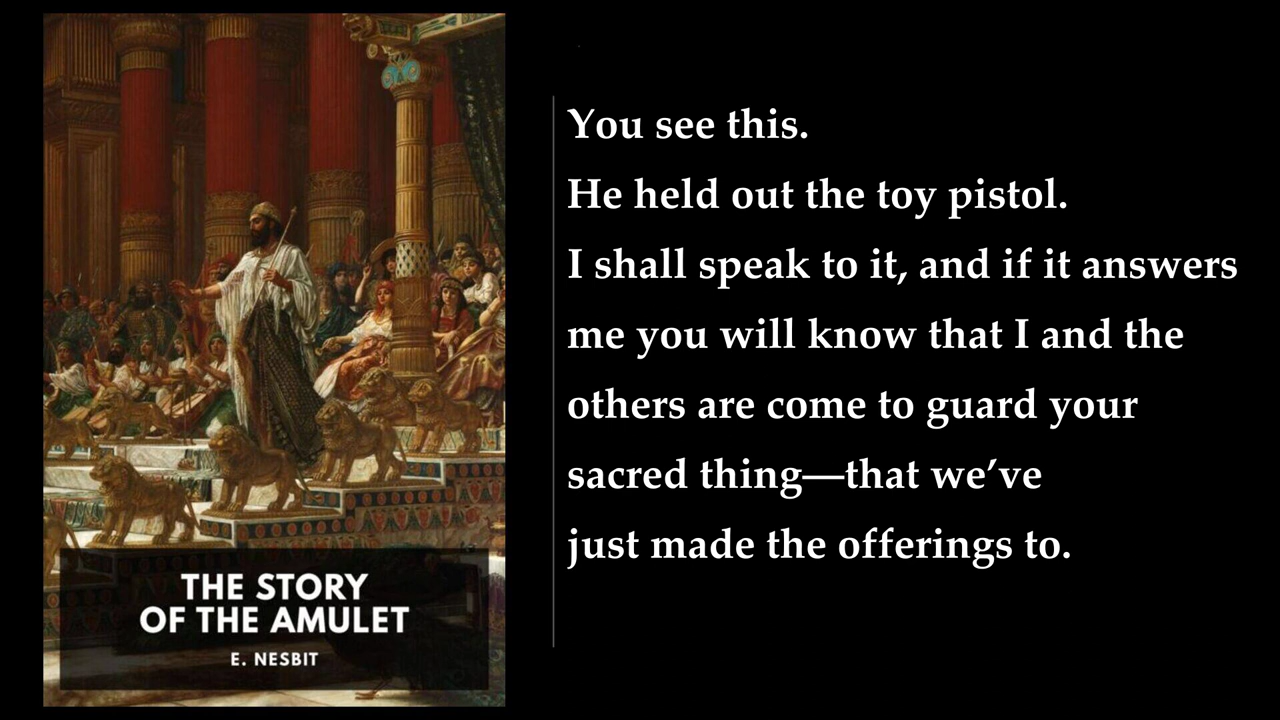 THE STORY
OF THE AMULET
E. NESBIT
You see this.
He held out the toy pistol.
I shall speak to it, and if it answers
me you will know that I and the
others are come to guard your
sacred thing—that we’ve
just made the offerings to.